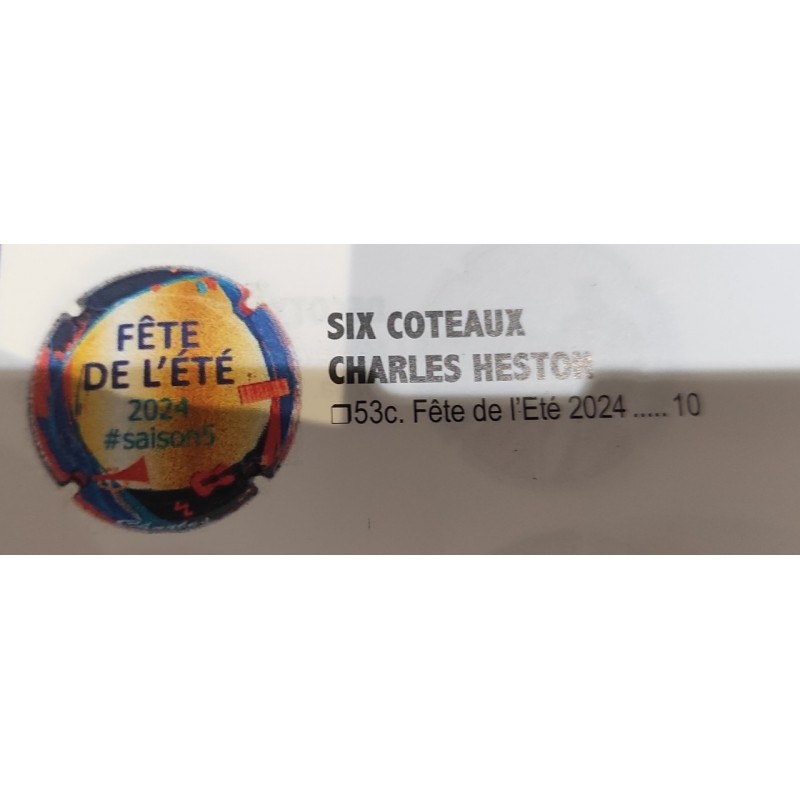 FÊTE
DE L'ÉTÉ
2024
#saison5
SIX COTEAUX
CHARLES HESTON
❒53c. Fête de l'Eté 2024 ..... 10